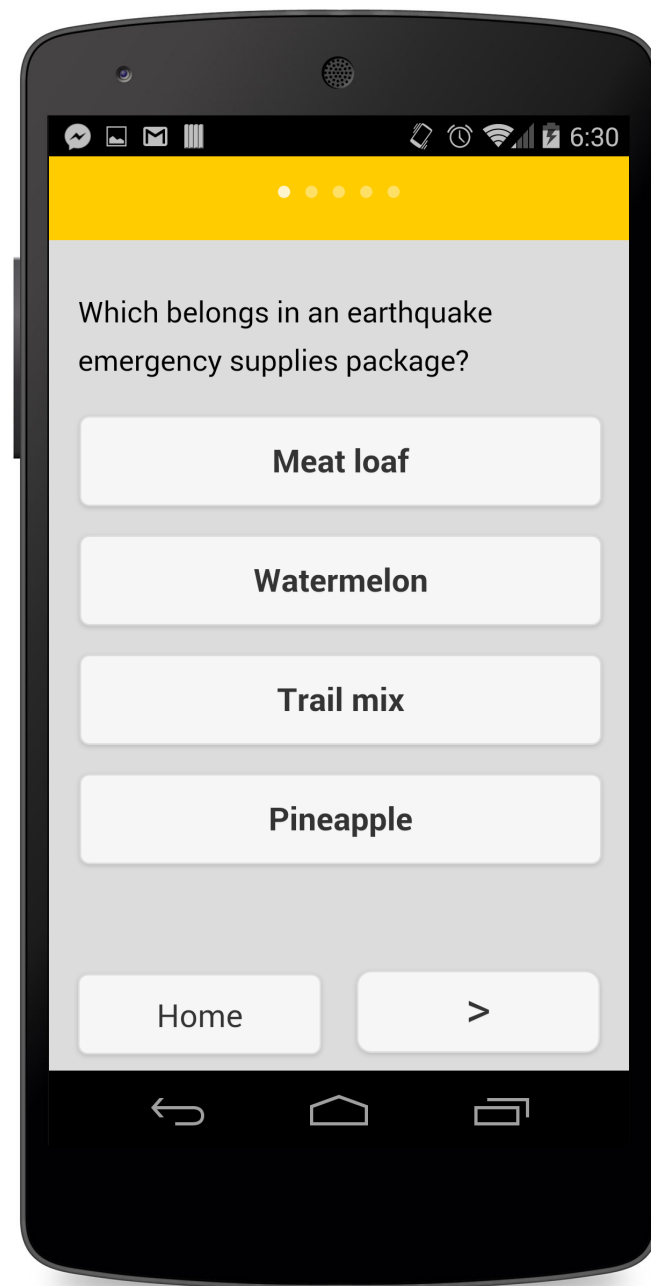 6:30
Which belongs in an earthquake
emergency supplies package?
Meat loaf
Watermelon
Trail mix
Pineapple
Home
>